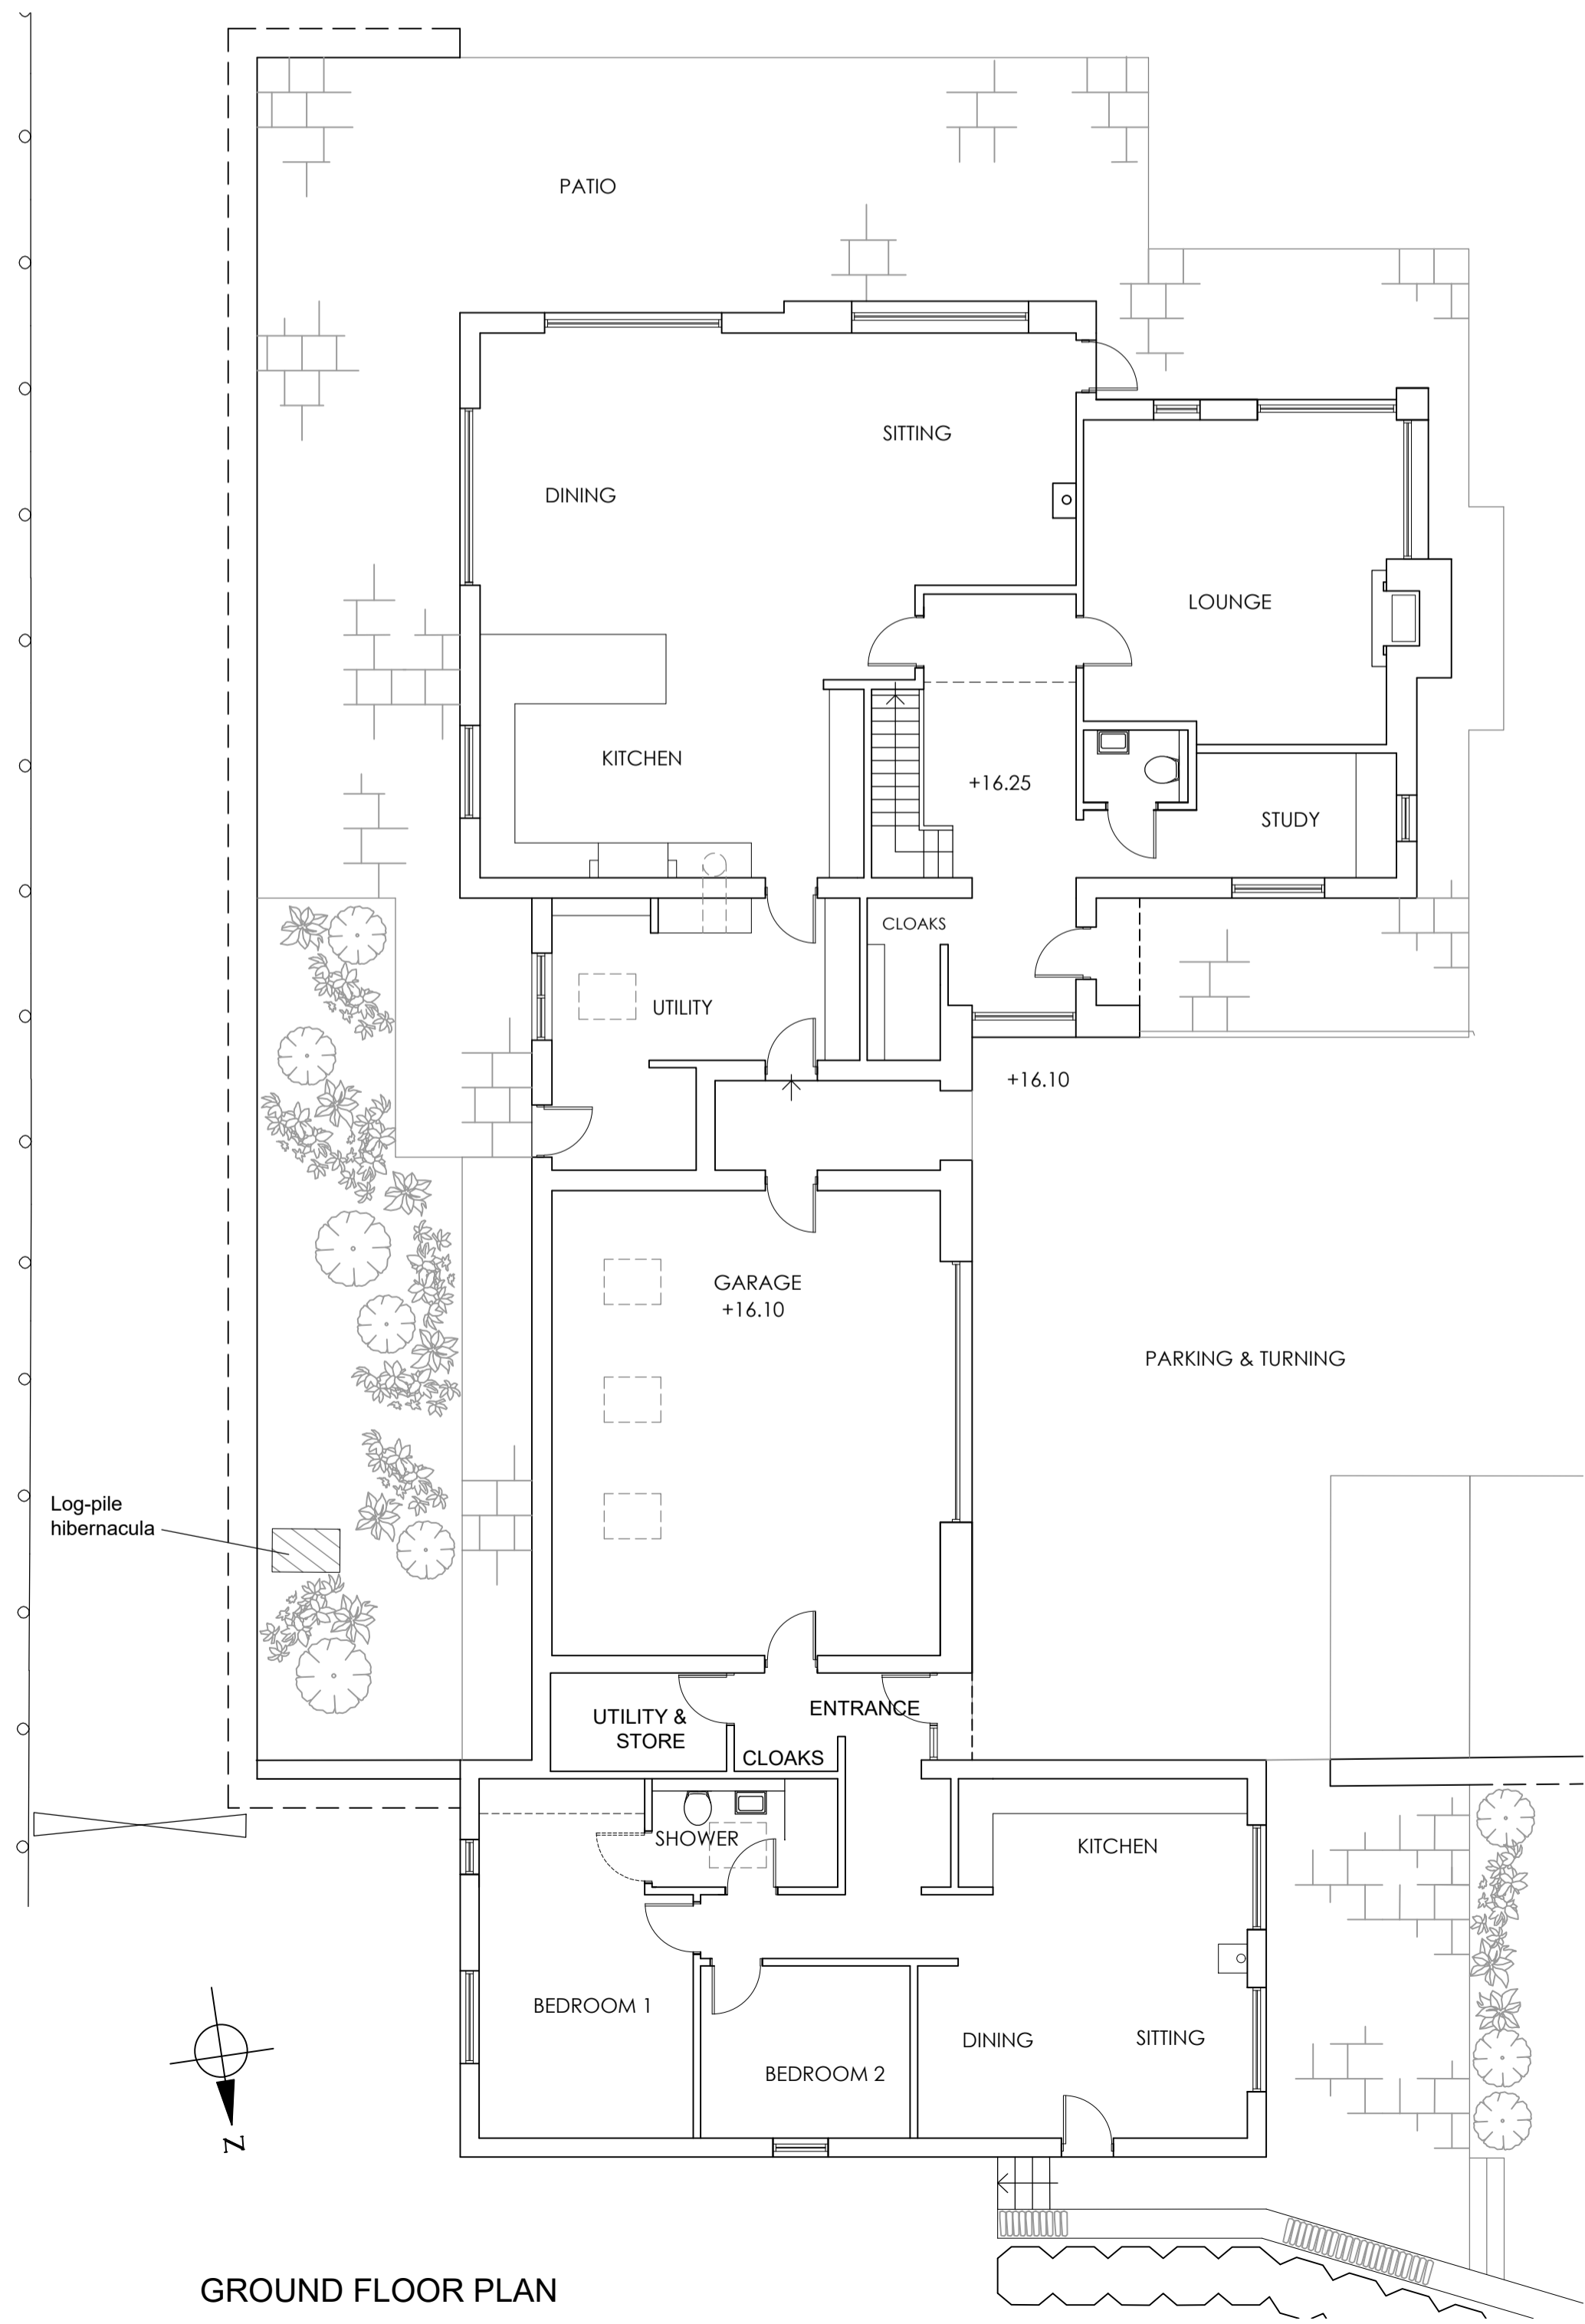 PATIO
SITTING
DINING
LOUNGE
KITCHEN
+16.25
STUDY
CLOAKS
UTILITY
+16.10
GARAGE
+16.10
PARKING & TURNING
Log-pile
hibernacula
ENTRANCE
UTILITY &
STORE
CLOAKS
SHOWER
KITCHEN
BEDROOM 1
DINING
SITTING
BEDROOM 2
N
GROUND FLOOR PLAN